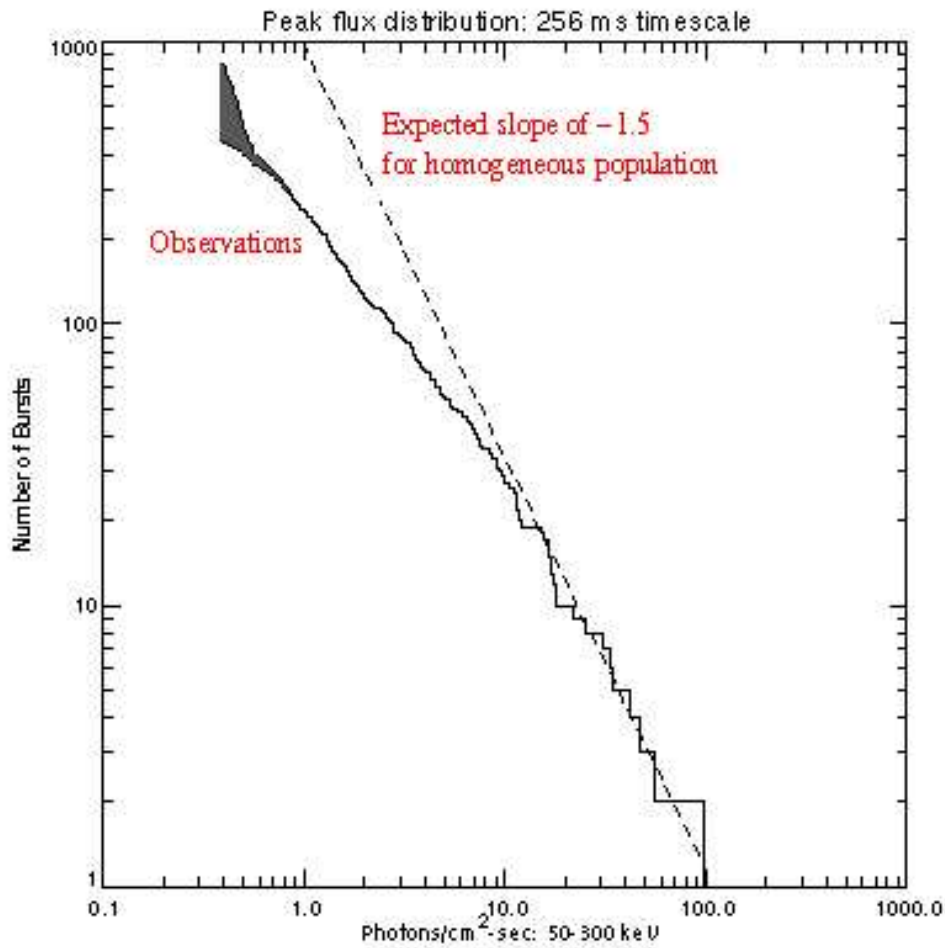 Peak flux distribution: 256 ms timescale
1000
Expected slope of −1.5
for homogeneous population
Observations
100
Number of Bursts
10
1
0.1
1.0
10.0
100.0
1000.0
Photons/cm²-sec: 50-300 keV